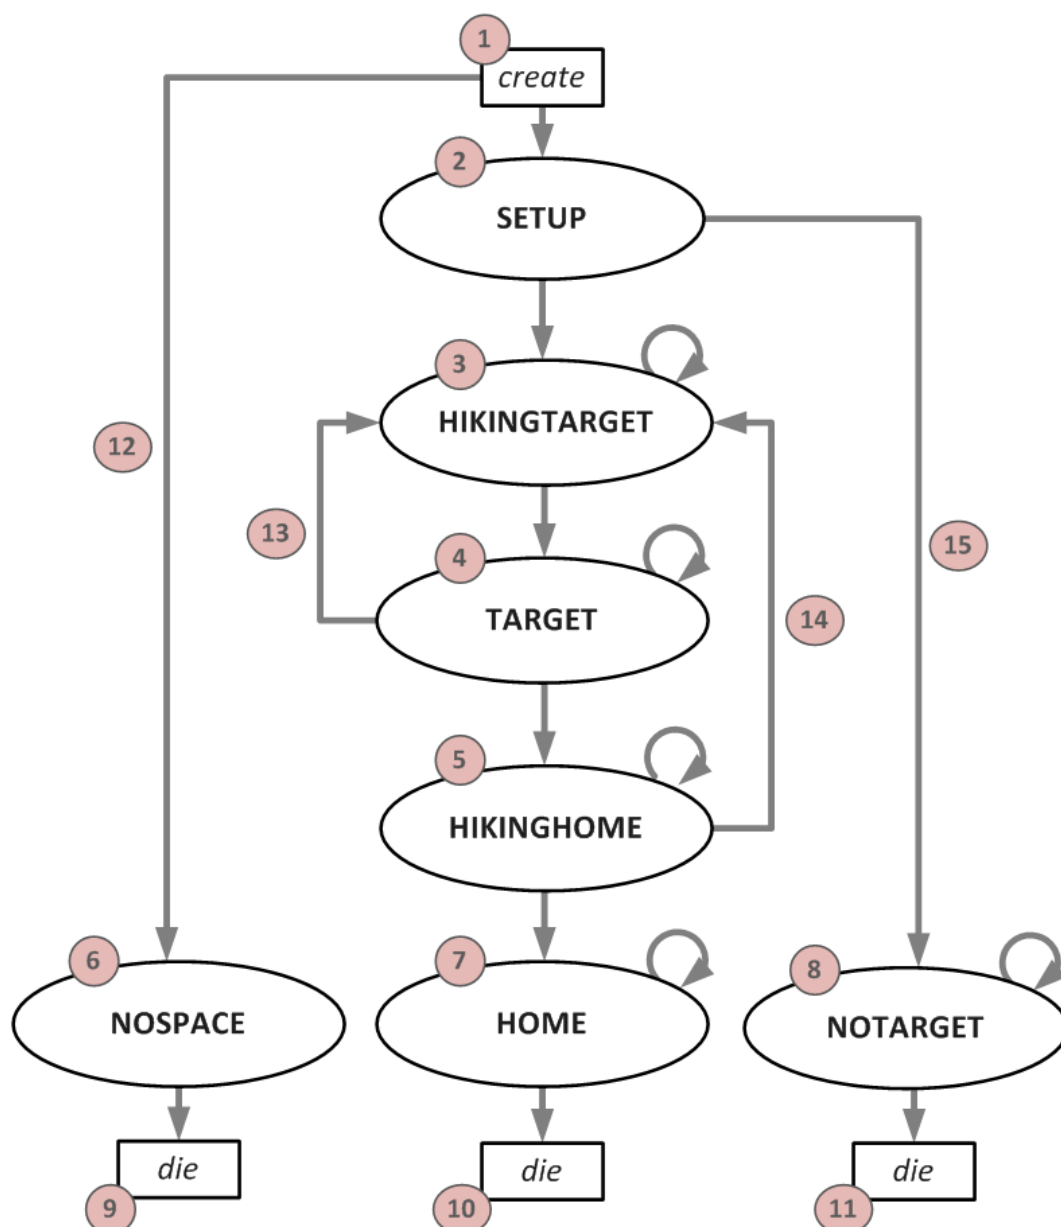 1
create
2
SETUP
3
HIKINGTARGET
12
13
4
15
TARGET
14
5
HIKINGHOME
6
7
8
NOSPACE
HOME
NOTARGET
die
die
die
9
10
11